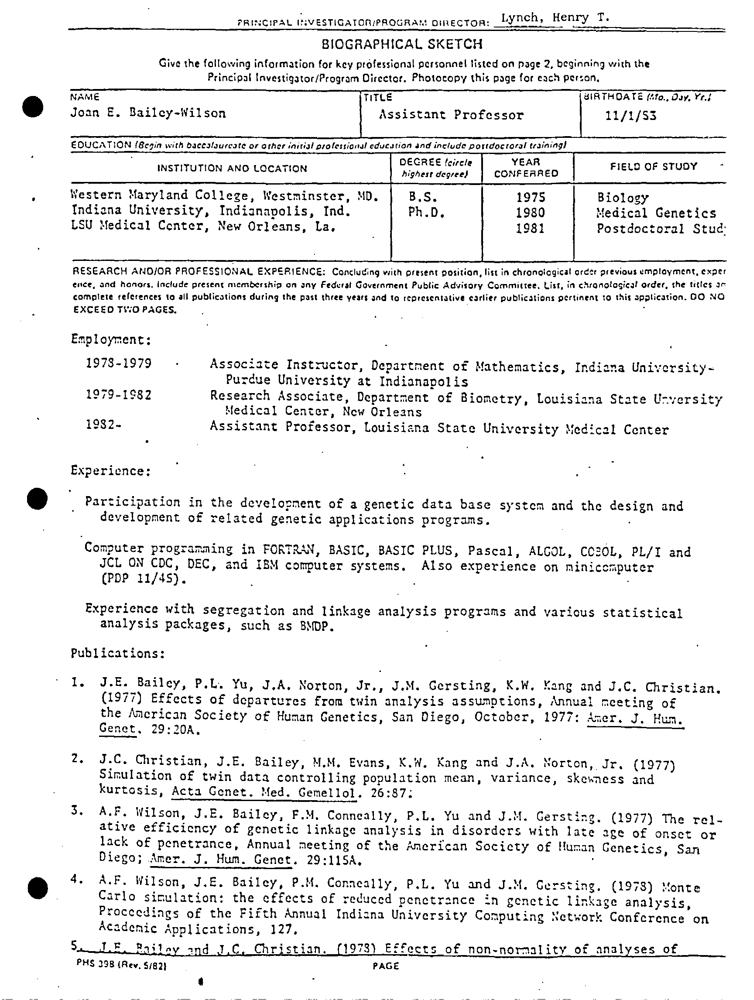 PRINCIPAL INVESTIGATOR/PROGRAM DIRECTOR: Lynch, Henry T.
BIOGRAPHICAL SKETCH
Give the following information for key professional personnel listed on page 2, beginning with the
Principal Investigator/Program Director. Photocopy this page for each person.
NAME TITLE BIRTHDATE (Mo., Day, Yr.)
Joan E. Bailey-Wilson Assistant Professor 11/1/53
EDUCATION (Begin with baccalaureate or other initial professional education and include postdoctoral training)
INSTITUTION AND LOCATION DEGREE (circle highest degree) YEAR CONFERRED FIELD OF STUDY
Western Maryland College, Westminster, MD. B.S. 1975 Biology
Indiana University, Indianapolis, Ind. Ph.D. 1980 Medical Genetics
LSU Medical Center, New Orleans, La. 1981 Postdoctoral Stud
RESEARCH AND/OR PROFESSIONAL EXPERIENCE: Concluding with present position, list in chronological order previous employment, exper
ence, and honors. Include present membership on any Federal Government Public Advisory Committee. List, in chronological order, the titles an
complete references to all publications during the past three years and to representative earlier publications pertinent to this application. DO NO
EXCEED TWO PAGES.
Employment:
1978-1979 Associate Instructor, Department of Mathematics, Indiana University-
Purdue University at Indianapolis
1979-1982 Research Associate, Department of Biometry, Louisiana State
Medical Center, New Orleans
1982- Assistant Professor, Louisiana State University Medical Center
Experience:
Participation in the development of a genetic data base system and the design and
development of related genetic applications programs.
Computer programming in FORTRAN, BASIC, BASIC PLUS, Pascal, ALGOL, COBOL, PL/I and
JCL ON CDC, DEC, and IBM computer systems. Also experience on minicomputer
(PDP 11/45).
Experience with segregation and linkage analysis programs and various statistical
analysis packages, such as BMDP.
Publications:
1. J.E. Bailey, P.L. Yu, J.A. Norton, Jr., J.M. Gersting, K.W. Kang and J.C. Christian.
(1977) Effects of departures from twin analysis assumptions, Annual meeting of
the American Society of Human Genetics, San Diego, October, 1977: Amer. J. Hum.
Genet. 29:20A.
2. J.C. Christian, J.E. Bailey, M.M. Evans, K.W. Kang and J.A. Norton, Jr. (1977)
Simulation of twin data controlling population mean, variance, skewness and
kurtosis, Acta Genet. Med. Gemellol. 26:87;
3. A.F. Wilson, J.E. Bailey, P.M. Conneally, P.L. Yu and J.M. Gersting. (1977) The rel-
ative efficiency of genetic linkage analysis in disorders with late age of onset or
lack of penetrance, Annual meeting of the American Society of Human Genetics, San
Diego; Amer. J. Hum. Genet. 29:115A.
4. A.F. Wilson, J.E. Bailey, P.M. Conneally, P.L. Yu and J.M. Gersting. (1978) Monte
Carlo simulation: the effects of reduced penetrance in genetic linkage analysis,
Proceedings of the Fifth Annual Indiana University Computing Network Conference on
Academic Applications, 127.
5. J.E. Bailey and J.C. Christian. (1978) Effects of non-normality of analyses of
PHS 398 (Rev. 5/82) PAGE